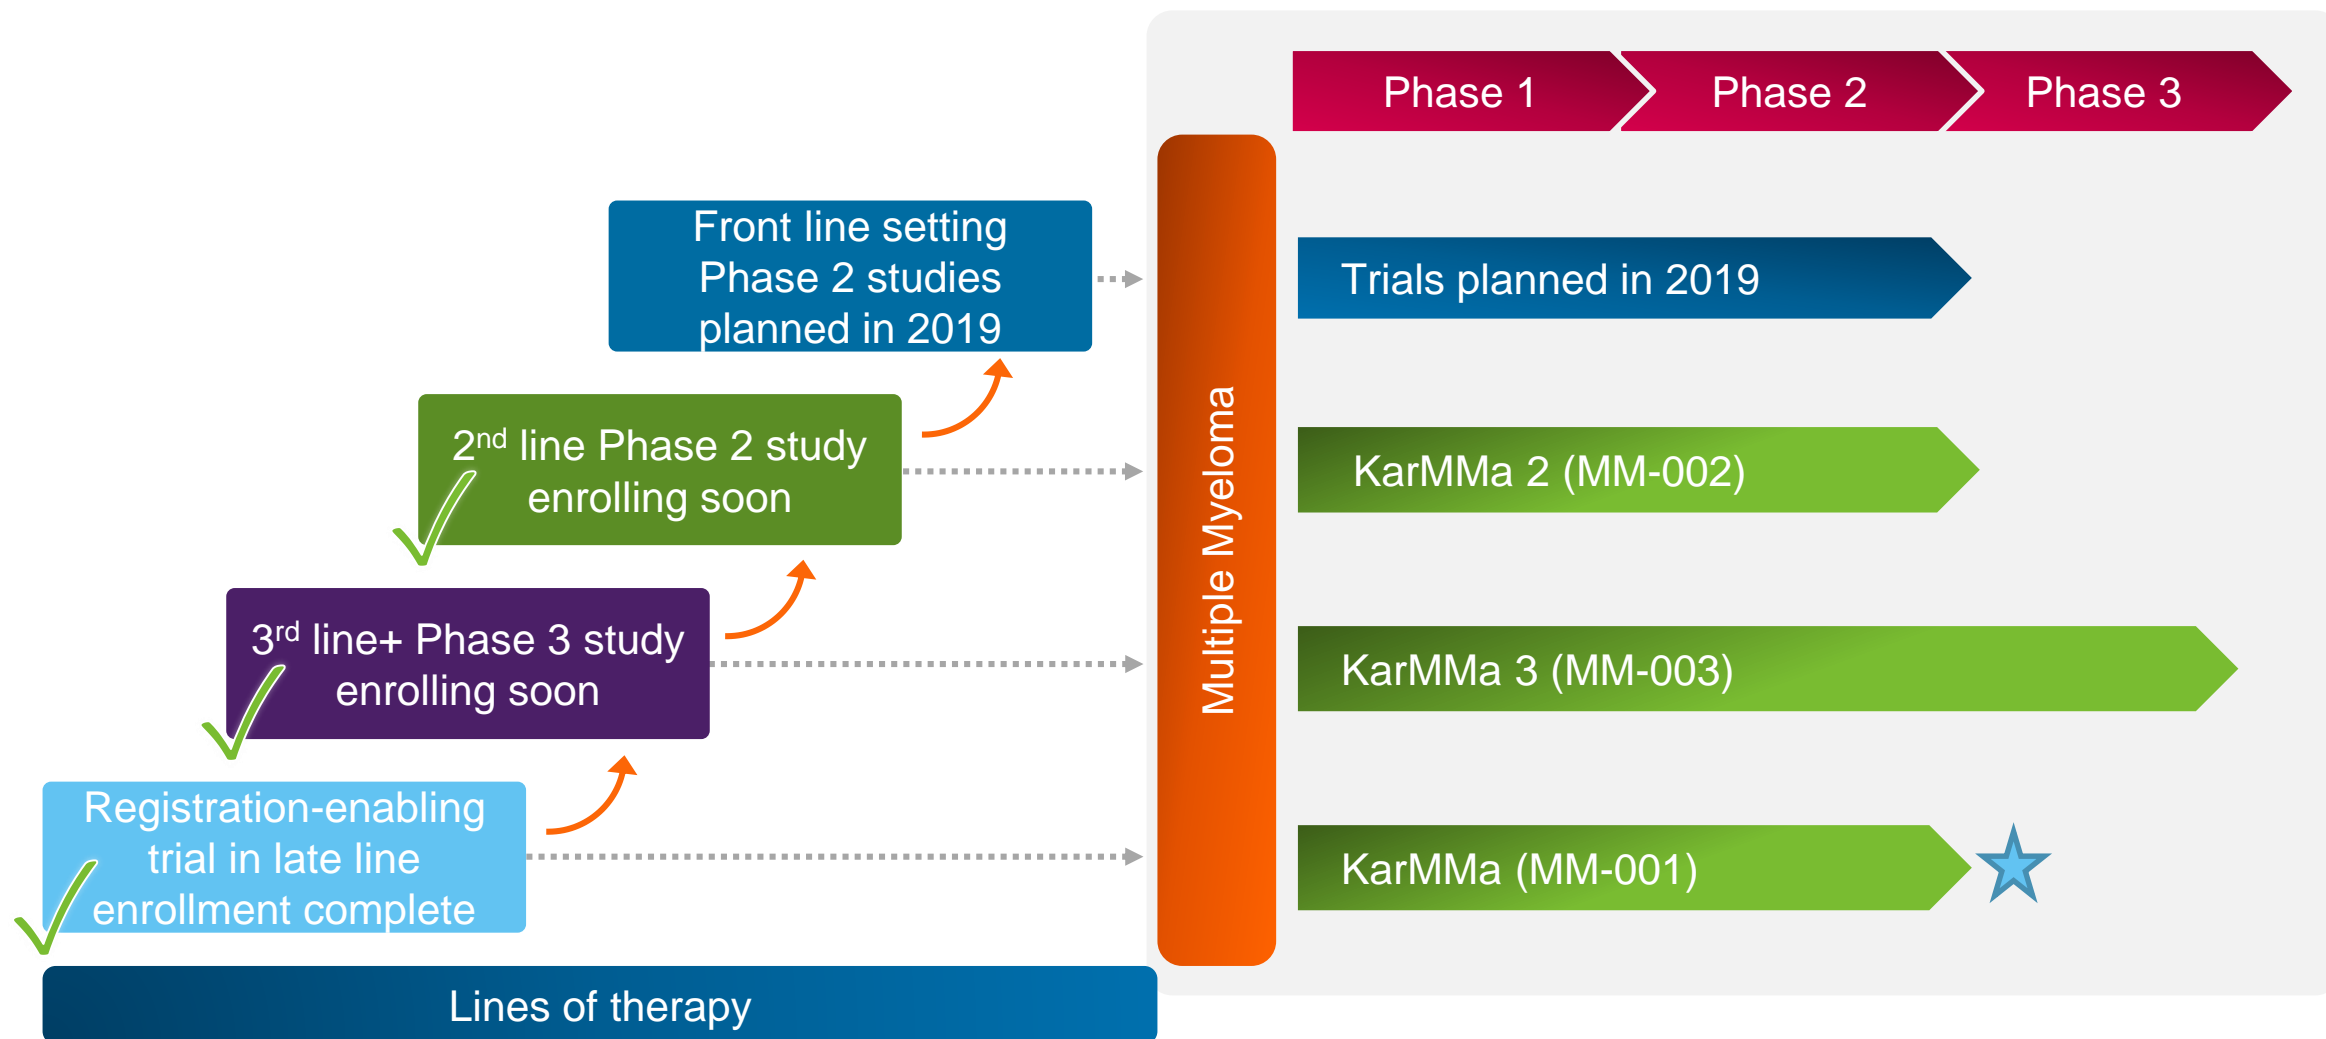 Phase 1
Phase 2
Phase 3
Front line setting
Phase 2 studies
planned in 2019
Trials planned in 2019
2nd line Phase 2 study
enrolling soon
KarMMa 2 (MM-002)
Multiple Myeloma
3rd line+ Phase 3 study
enrolling soon
KarMMa 3 (MM-003)
Registration-enabling
trial in late line
enrollment complete
KarMMa (MM-001)
Lines of therapy